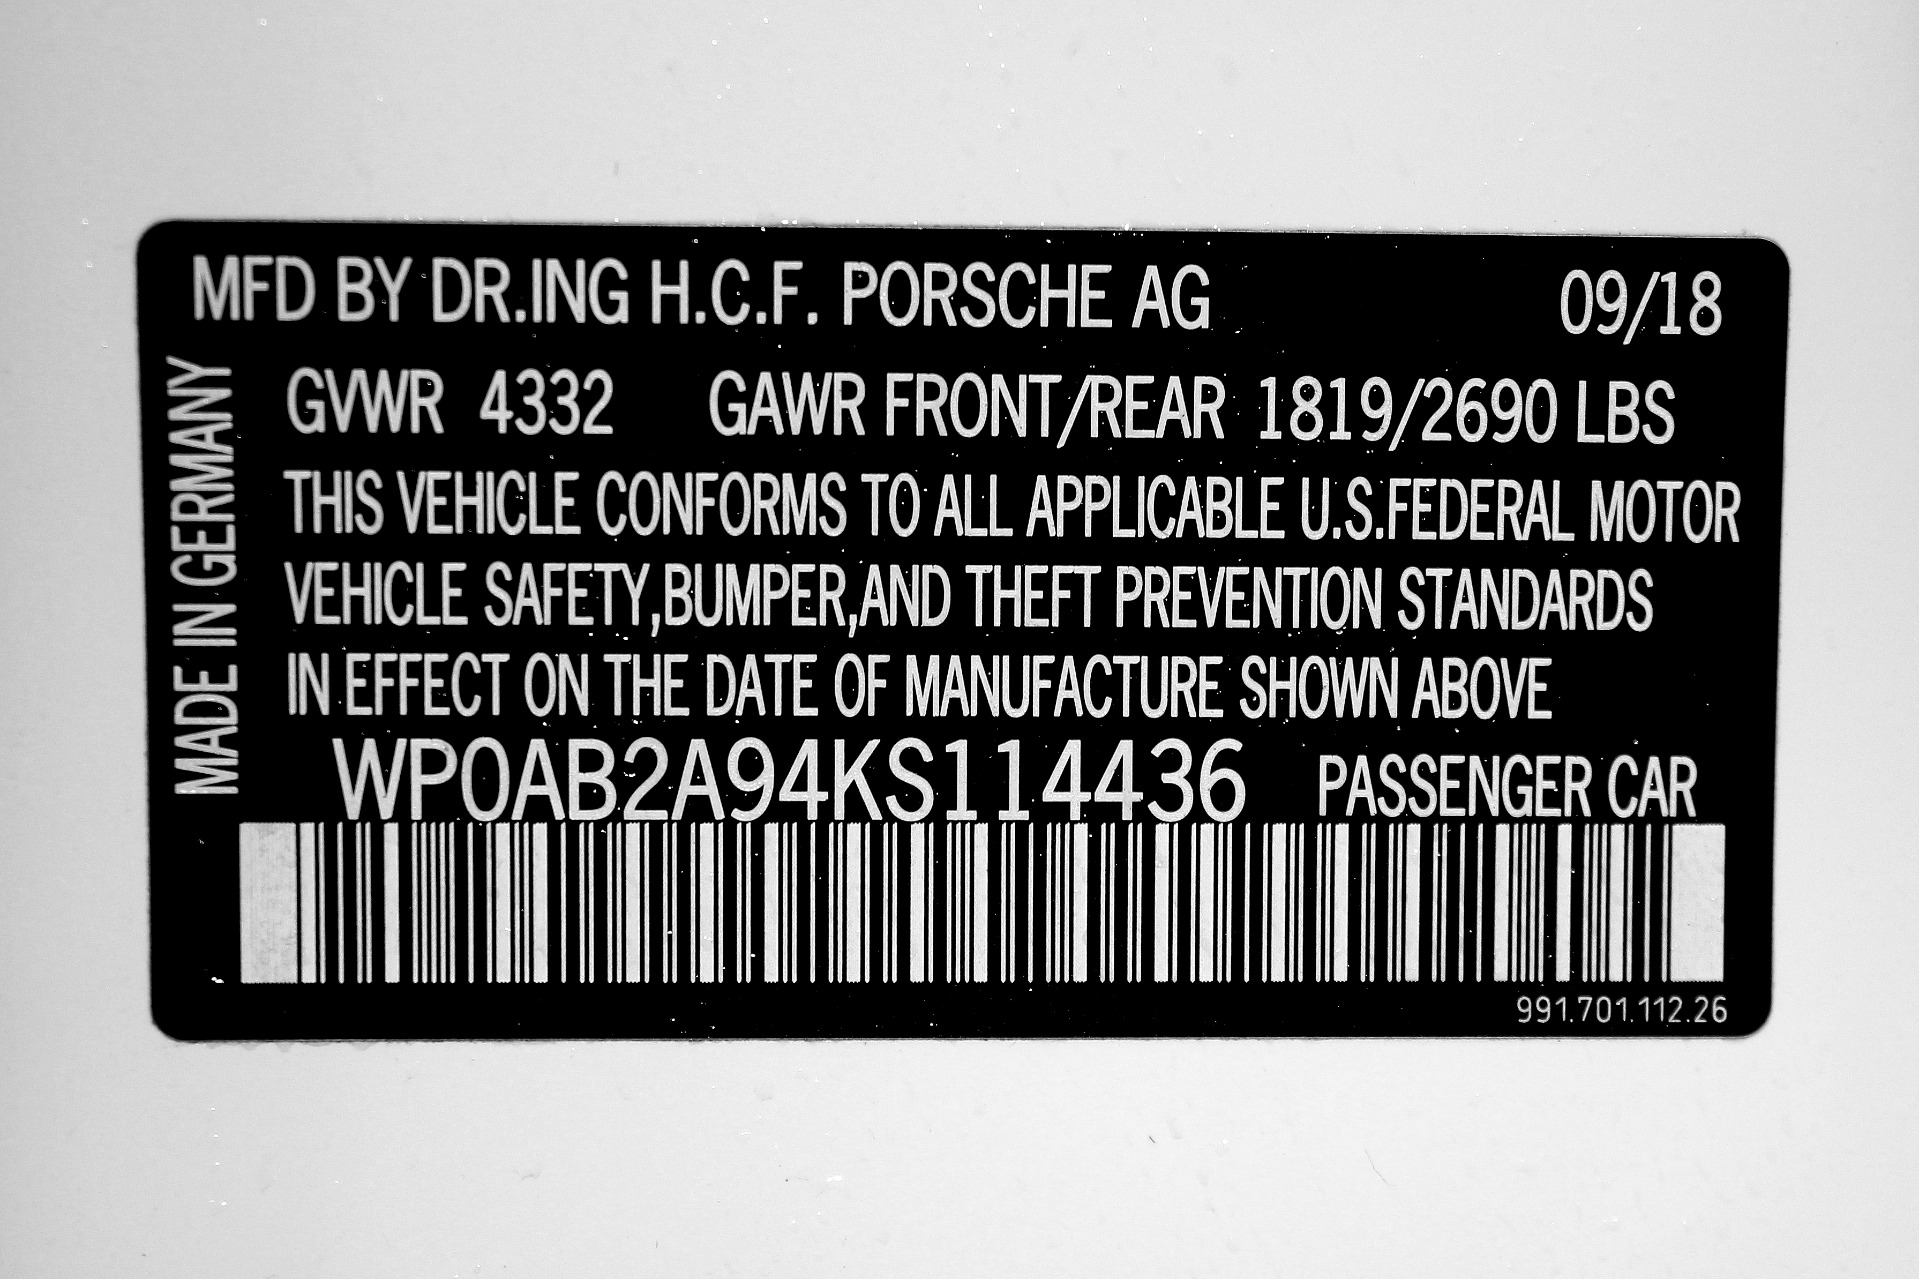 MFD BY DR.ING H.C.F. PORSCHE AG 09/18
MADE IN GERMANY
GVWR 4332 GAWR FRONT/REAR 1819/2690 LBS
THIS VEHICLE CONFORMS TO ALL APPLICABLE U.S.FEDERAL MOTOR
VEHICLE SAFETY,BUMPER,AND THEFT PREVENTION STANDARDS
IN EFFECT ON THE DATE OF MANUFACTURE SHOWN ABOVE
WP0AB2A94KS114436 PASSENGER CAR
991.701.112.26